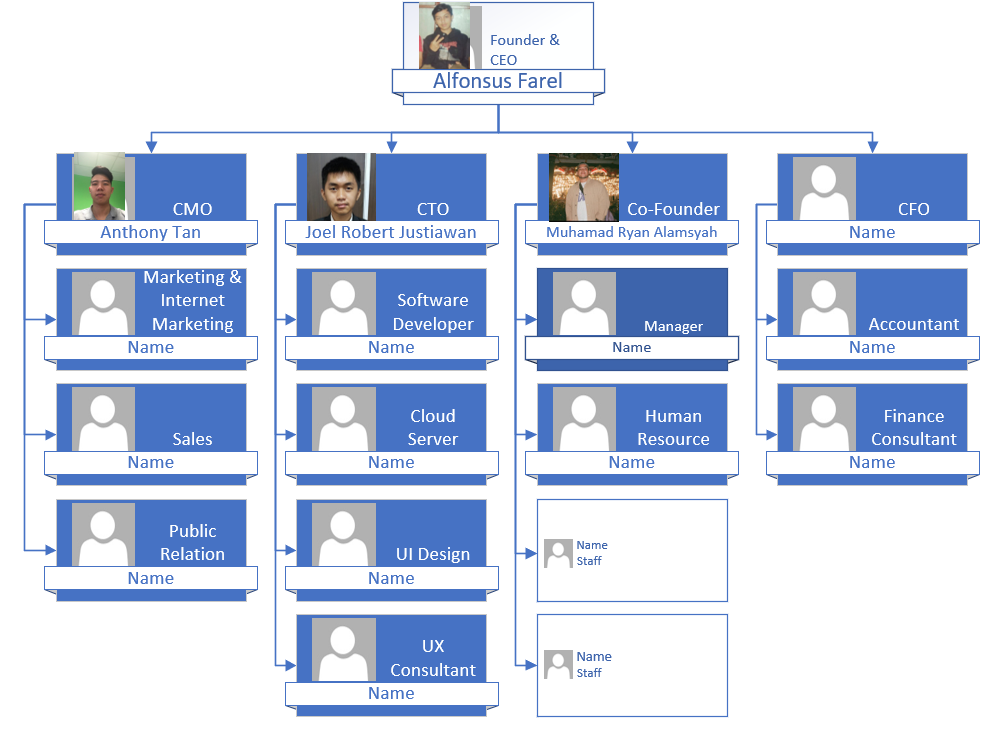 Founder &
CEO
Alfonsus Farel
CMO
Anthony Tan
CTO
Joel Robert Justiawan
Co-Founder
Muhamad Ryan Alamsyah
CFO
Name
Marketing &
Internet
Marketing
Name
Software
Developer
Name
Manager
Name
Accountant
Name
Sales
Name
Cloud
Server
Name
Human
Resource
Name
Finance
Consultant
Name
Public
Relation
Name
UI Design
Name
Name
Staff
UX
Consultant
Name
Name
Staff